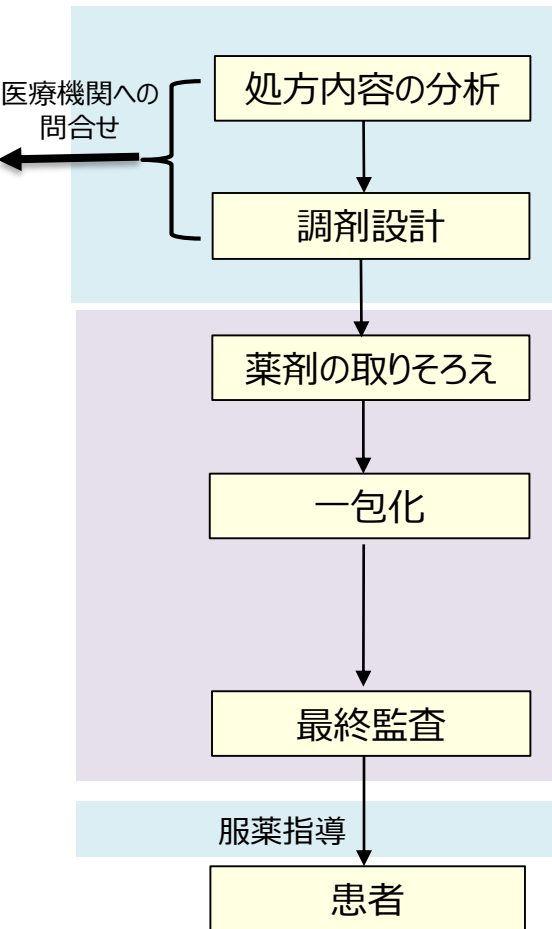 処方内容の分析
医療機関への
問合せ
調剤設計
薬剤の取りそろえ
一包化
最終監査
服薬指導
患者